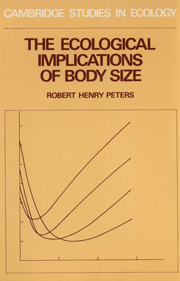 CAMBRIDGE STUDIES IN ECOLOGY
THE ECOLOGICAL
IMPLICATIONS
OF BODY SIZE
ROBERT HENRY PETERS